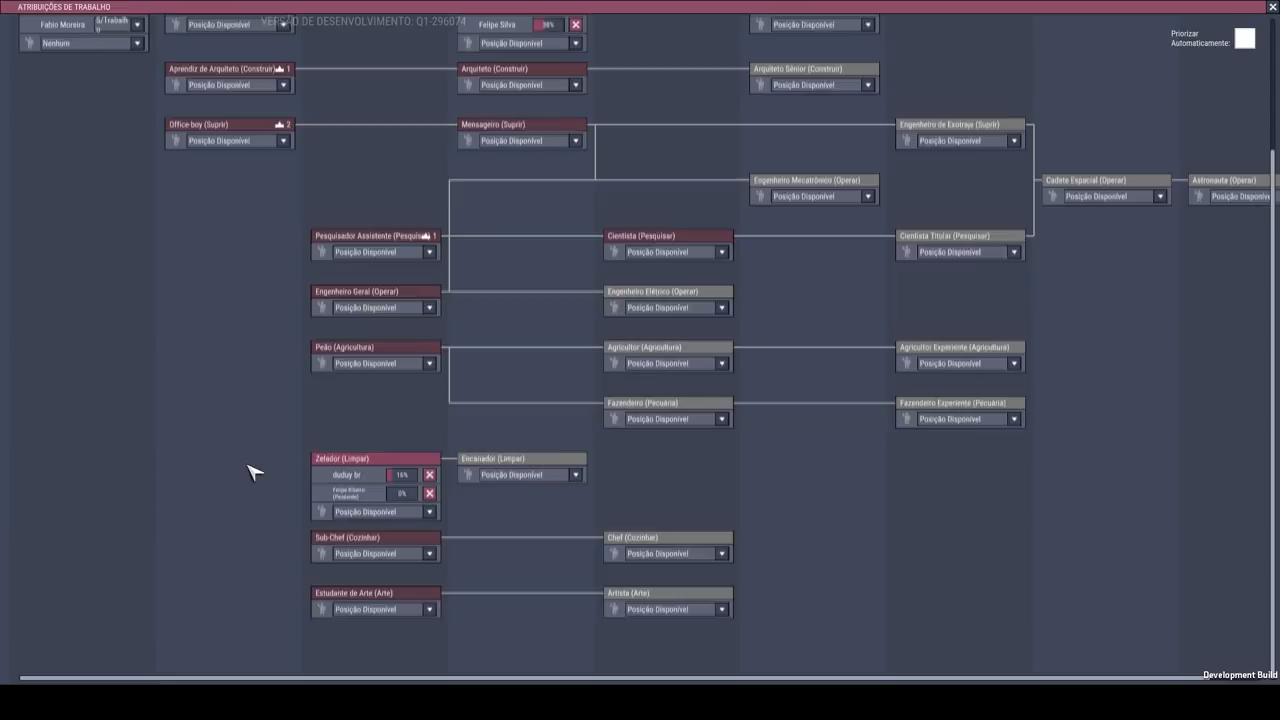 ATRIBUIÇÕES DE TRABALHO
VERSÃO DE DESENVOLVIMENTO: Q1-296074
Fabio Moreira
Nenhum
Posição Disponível
Felipe Silva 98%
Posição Disponível
Posição Disponível
Priorizar
Automaticamente:
Aprendiz de Arquiteto (Construir) 1
Posição Disponível
Arquiteto (Construir)
Posição Disponível
Arquiteto Sênior (Construir)
Posição Disponível
Office-boy (Suprir) 2
Posição Disponível
Mensageiro (Suprir)
Posição Disponível
Engenheiro de Exotraje (Suprir)
Posição Disponível
Engenheiro Mecatrônico (Operar)
Posição Disponível
Cadete Espacial (Operar)
Posição Disponível
Astronauta (Operar)
Posição Disponíve
Pesquisador Assistente (Pesquis 1
Posição Disponível
Cientista (Pesquisar)
Posição Disponível
Cientista Titular (Pesquisar)
Posição Disponível
Engenheiro Geral (Operar)
Posição Disponível
Engenheiro Elétrico (Operar)
Posição Disponível
Peão (Agricultura)
Posição Disponível
Agricultor (Agricultura)
Posição Disponível
Agricultor Experiente (Agricultura)
Posição Disponível
Fazendeiro (Pecuária)
Posição Disponível
Fazendeiro Experiente (Pecuária)
Posição Disponível
Zelador (Limpar)
duduy br 16%
Felipe Ribeiro
(Pendente) 0%
Posição Disponível
Encanador (Limpar)
Posição Disponível
Sub-Chef (Cozinhar)
Posição Disponível
Chef (Cozinhar)
Posição Disponível
Estudante de Arte (Arte)
Posição Disponível
Artista (Arte)
Posição Disponível
Development Build